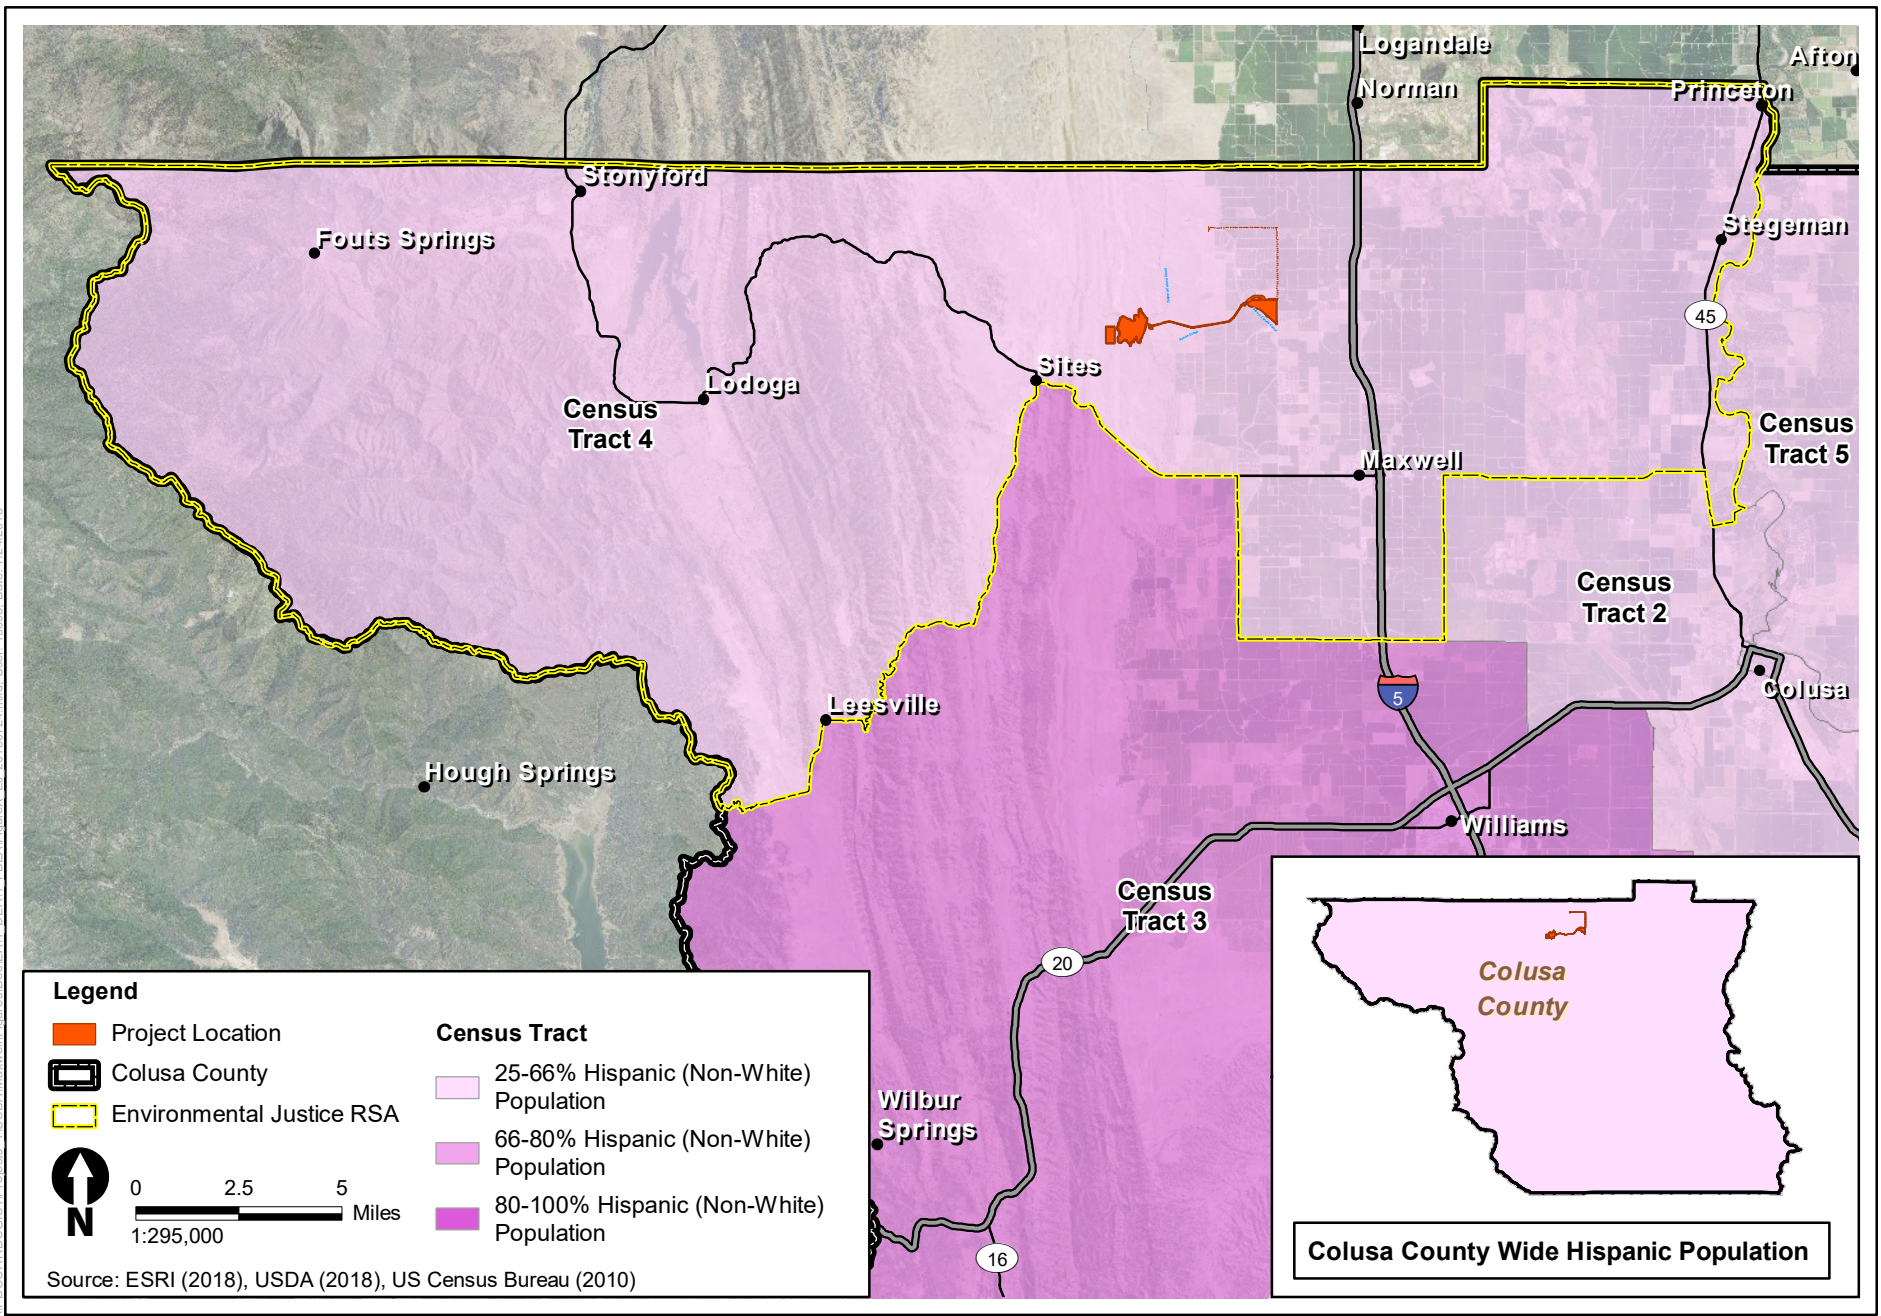 Logandale
Afton
Norman
Princeton
Stonyford
Fouts Springs
Stegeman
45
Sites
Lodoga
Census
Tract 4
Census
Tract 5
Maxwell
Census
Tract 2
Colusa
5
Leesville
Hough Springs
Williams
Census
Tract 3
20
Wilbur
Springs
16
Legend
Project Location
Colusa County
Environmental Justice RSA
Census Tract
25-66% Hispanic (Non-White)
Population
66-80% Hispanic (Non-White)
Population
80-100% Hispanic (Non-White)
Population
N
0 2.5 5
Miles
1:295,000
Source: ESRI (2018), USDA (2018), US Census Bureau (2010)
Colusa
County
Colusa County Wide Hispanic Population